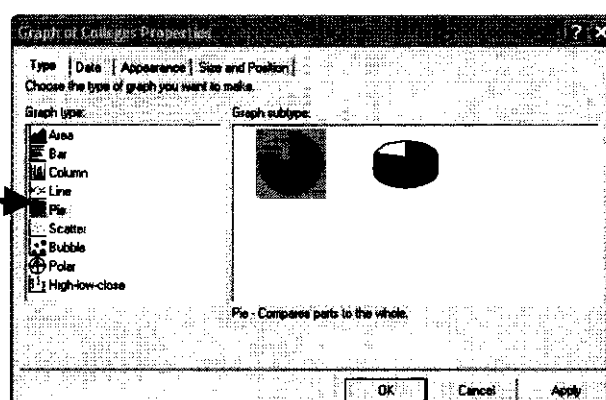 Graph of Colleges Properties
? X
Type Data Appearance Size and Position
Choose the type of graph you want to make.
Graph type: Graph subtype:
Area
Bar
Column
Line
Pie
Scatter
Bubble
Polar
High-low-close
Pie - Compares parts to the whole.
OK Cancel Apply